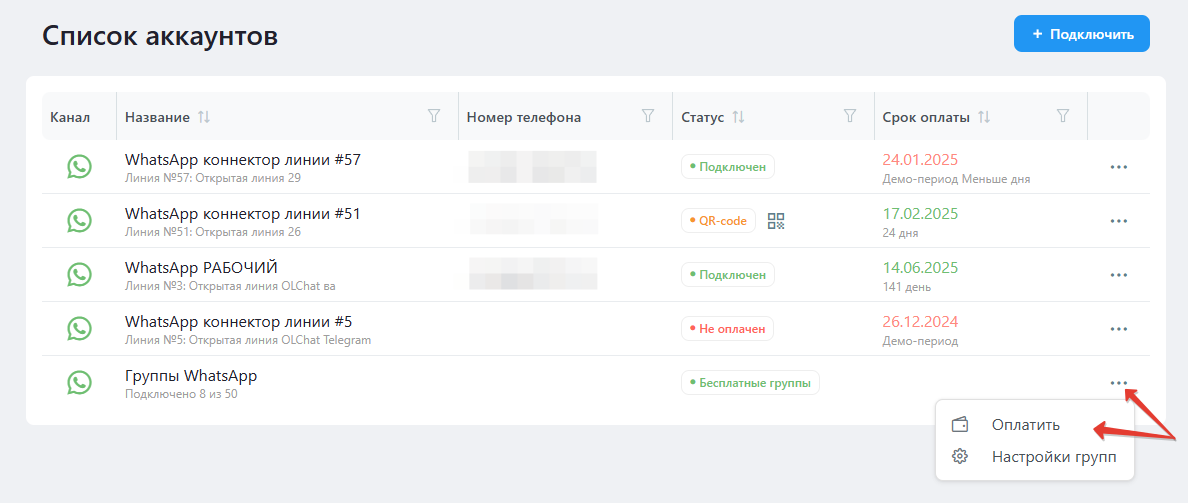 Список аккаунтов
+ Подключить
Канал Название Номер телефона Статус Срок оплаты
WhatsApp коннектор линии #57 Подключен 24.01.2025
Линия №57: Открытая линия 29 Демо-период Меньше дня
WhatsApp коннектор линии #51 QR-code 17.02.2025
Линия №51: Открытая линия 26 24 дня
WhatsApp РАБОЧИЙ Подключен 14.06.2025
Линия №3: Открытая линия OLChat ва 141 день
WhatsApp коннектор линии #5 Не оплачен 26.12.2024
Линия №5: Открытая линия OLChat Telegram Демо-период
Группы WhatsApp Бесплатные группы
Подключено 8 из 50
Оплатить
Настройки групп